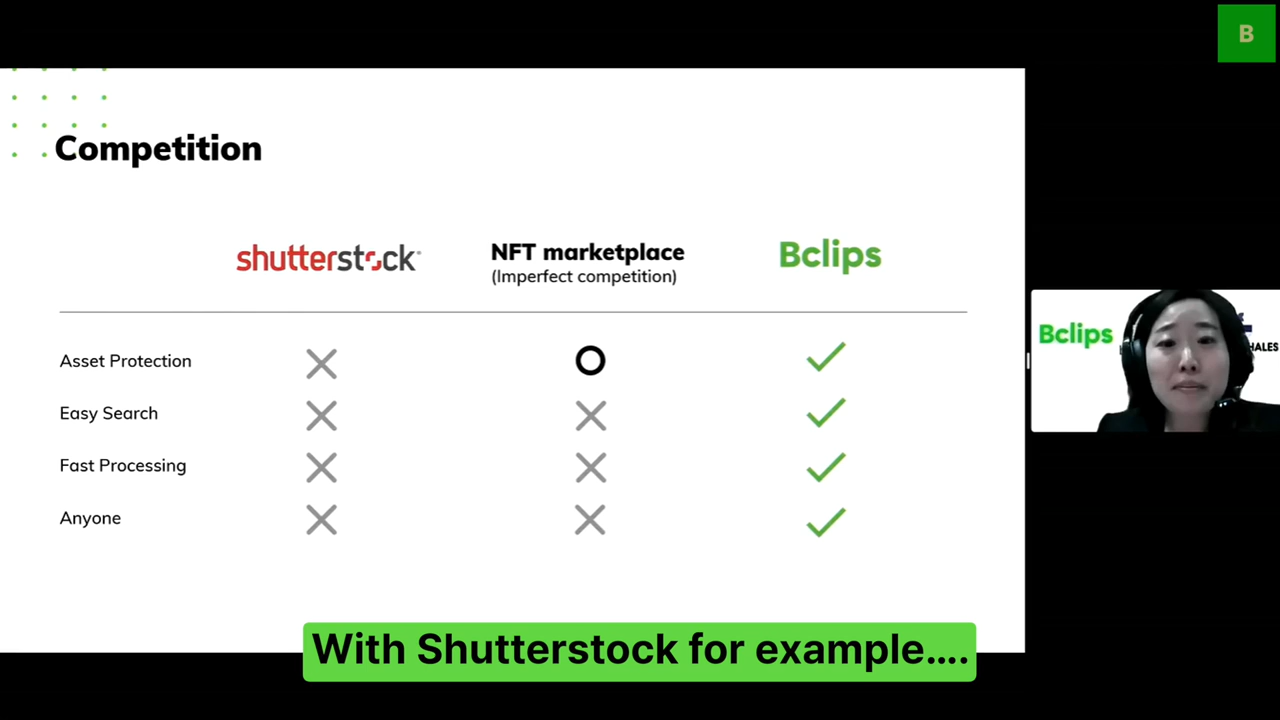 B
Competition
shutterstock
NFT marketplace
(Imperfect competition)
Bclips
Asset Protection
Easy Search
Fast Processing
Anyone
Bclips
HALES
With Shutterstock for example....